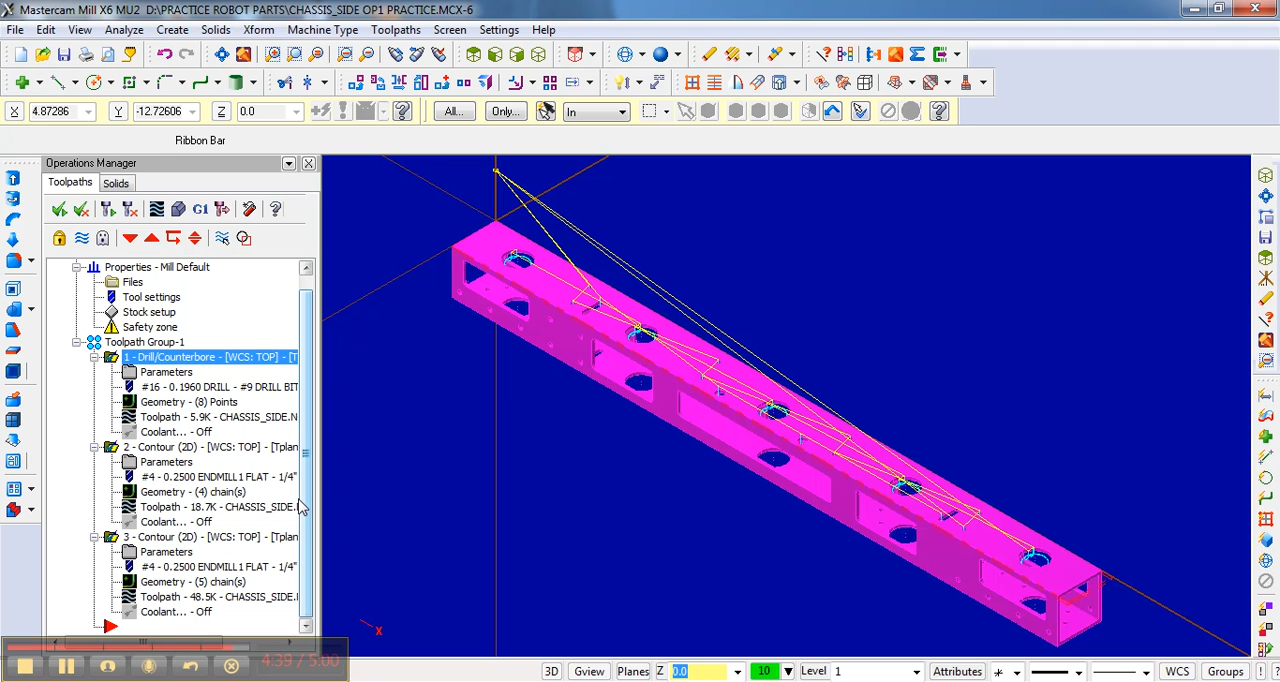 Mastercam Mill X6 MU2 D:\PRACTICE ROBOT PARTS\CHASSIS_SIDE OP1 PRACTICE.MCX-6
File Edit View Analyze Create Solids Xform Machine Type Toolpaths Screen Settings Help
X 4.87286 Y -12.72606 Z 0.0 All... Only... In
Ribbon Bar
Operations Manager
Toolpaths Solids
G1
Properties - Mill Default
Files
Tool settings
Stock setup
Safety zone
Toolpath Group-1
1 - Drill/Counterbore - [WCS: TOP] - [T
Parameters
#16 - 0.1960 DRILL - #9 DRILL BIT
Geometry - (8) Points
Toolpath - 5.9K - CHASSIS_SIDE.N
Coolant... - Off
2 - Contour (2D) - [WCS: TOP] - [Tplan
Parameters
#4 - 0.2500 ENDMILL1 FLAT - 1/4"
Geometry - (4) chain(s)
Toolpath - 18.7K - CHASSIS_SIDE.
Coolant... - Off
3 - Contour (2D) - [WCS: TOP] - [Tplan
Parameters
#4 - 0.2500 ENDMILL1 FLAT - 1/4"
Geometry - (5) chain(s)
Toolpath - 48.5K - CHASSIS_SIDE.
Coolant... - Off
X
4:39 / 5:00
3D Gview Planes Z 0.0 10 Level 1 Attributes WCS Groups ! ?